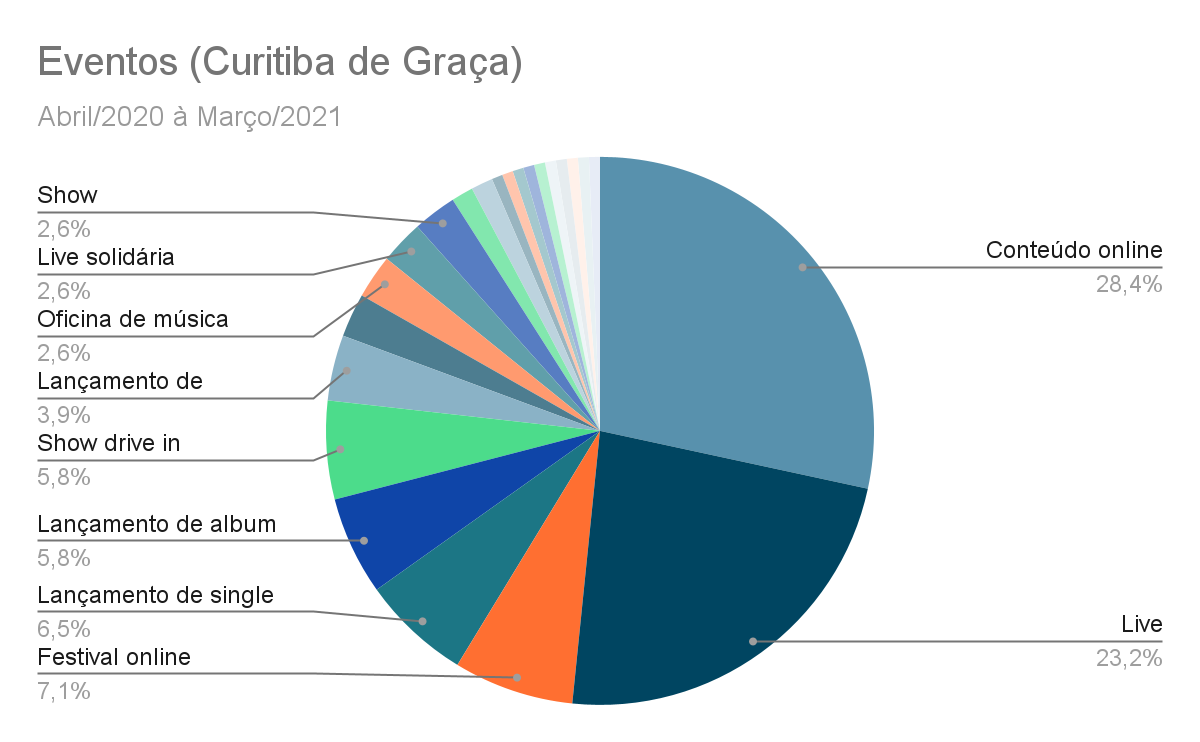 Eventos (Curitiba de Graça)
Abril/2020 à Março/2021
Show
2,6%
Live solidária
2,6%
Oficina de música
2,6%
Lançamento de
3,9%
Show drive in
5,8%
Lançamento de album
5,8%
Lançamento de single
6,5%
Festival online
7,1%
Conteúdo online
28,4%
Live
23,2%